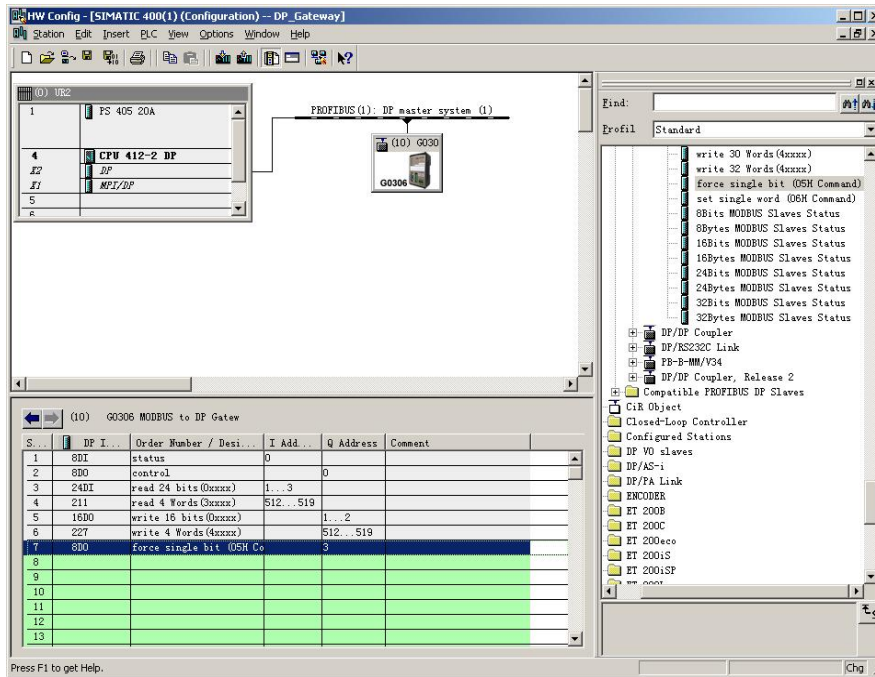 HW Config - [SIMATIC 400(1) (Configuration) -- DP_Gateway]
Station Edit Insert PLC View Options Window Help
(0) UR2
1 PS 405 20A
4 CPU 412-2 DP
X2 DP
X1 MPI/DP
5
6
PROFIBUS(1): DP master system (1)
(10) G030
G0306
Find:
Profil Standard
write 30 Words(4xxxx)
write 32 Words(4xxxx)
force single bit (05H Command)
set single word (06H Command)
8Bits MODBUS Slaves Status
8Bytes MODBUS Slaves Status
16Bits MODBUS Slaves Status
16Bytes MODBUS Slaves Status
24Bits MODBUS Slaves Status
24Bytes MODBUS Slaves Status
32Bits MODBUS Slaves Status
32Bytes MODBUS Slaves Status
DP/DP Coupler
DP/RS232C Link
PB-B-MM/V34
DP/DP Coupler, Release 2
Compatible PROFIBUS DP Slaves
CiR Object
Closed-Loop Controller
Configured Stations
DP V0 slaves
DP/AS-i
DP/PA Link
ENCODER
ET 200B
ET 200C
ET 200eco
ET 200iS
ET 200iSP
(10) G0306 MODBUS to DP Gatew
S... DP I... Order Number / Desi... I Add... Q Address Comment
1 8DI status 0
2 8DO control 0
3 24DI read 24 bits(0xxxx) 1...3
4 211 read 4 Words(3xxxx) 512...519
5 16DO write 16 bits(0xxxx) 1...2
6 227 write 4 Words(4xxxx) 512...519
7 8DO force single bit (05H Co 3
8
9
10
11
12
13
Press F1 to get Help.
Chg